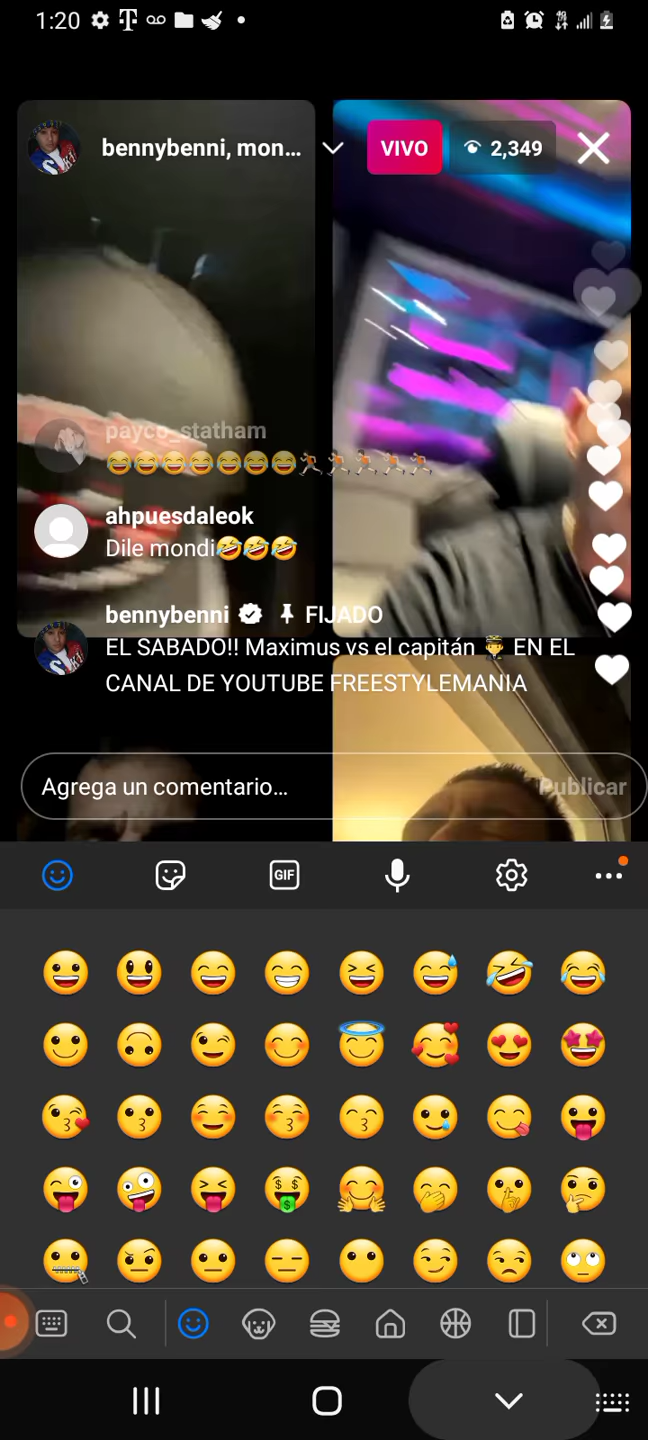 1:20
bennybenni, mon...
VIVO
2,349
payco_statham
😂😂😂😂😂😂😂🏃🏃🏃🏃🏃
ahpuesdaleok
Dile mondi🤣🤣🤣
bennybenni FIJADO
EL SABADO!! Maximus vs el capitán 👨‍✈️ EN EL
CANAL DE YOUTUBE FREESTYLEMANIA
Agrega un comentario...
Publicar
GIF